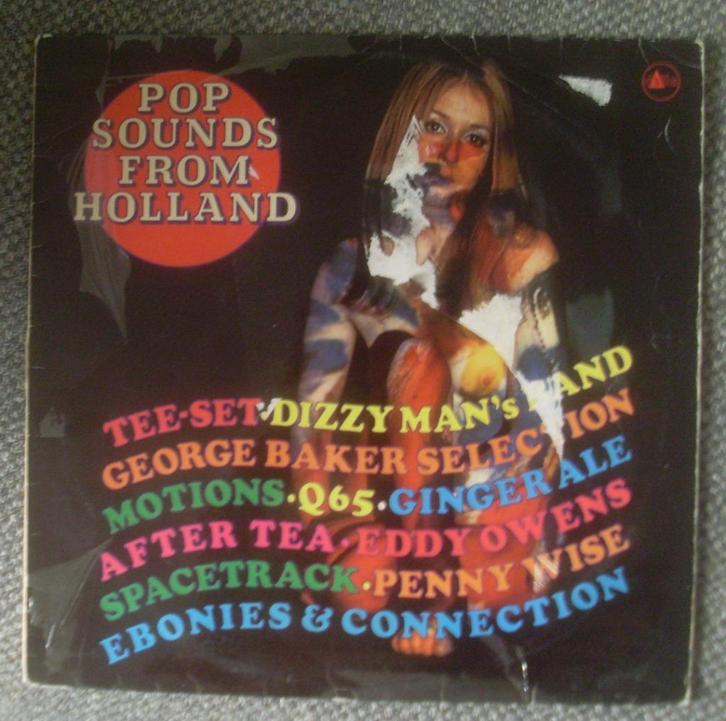 POP
SOUNDS
FROM
HOLLAND
TEE-SET·DIZZY MAN's BAND
GEORGE BAKER SELECTION
MOTIONS·Q65·GINGER ALE
AFTER TEA·EDDY OWENS
SPACETRACK·PENNY WISE
EBONIES & CONNECTION